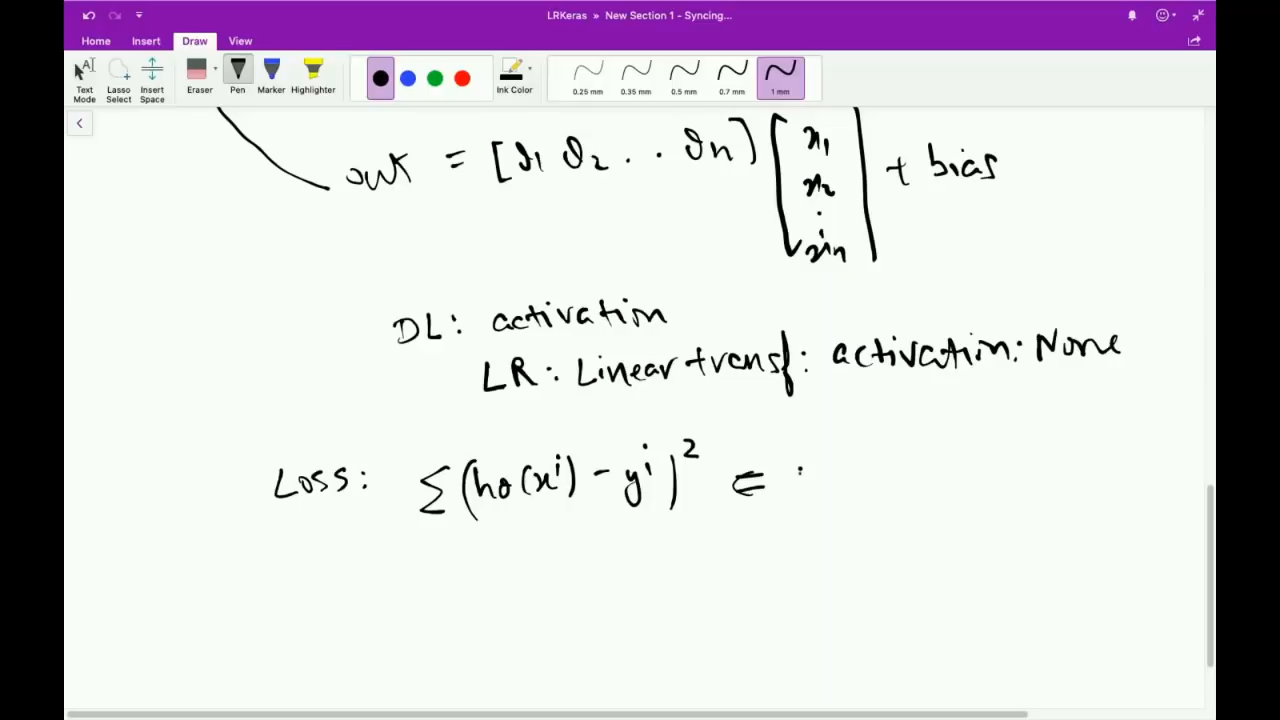 LRKeras » New Section 1 - Syncing...
Home Insert Draw View
Text Mode Lasso Select Insert Space Eraser Pen Marker Highlighter Ink Color 0.25 mm 0.35 mm 0.5 mm 0.7 mm 1 mm
out = [θ1 θ2 . . θn] [x1 x2 . . xn] + bias
DL: activation
LR: Linear transf: activation: None
Loss: Σ(hθ(x^i) - y^i)^2 ⇐